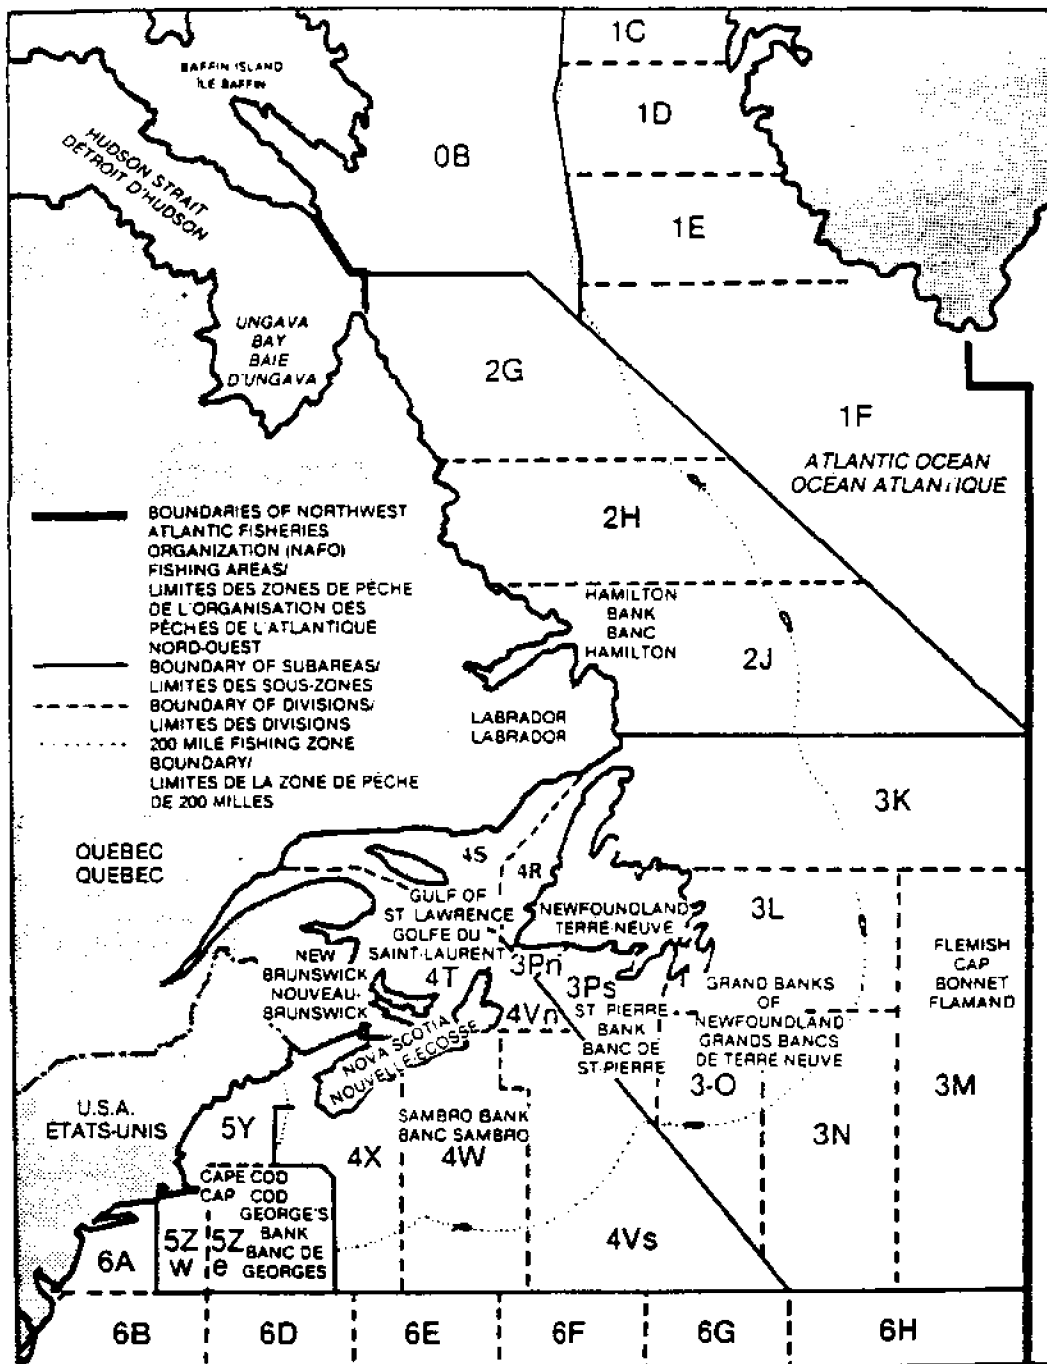 1C
BAFFIN ISLAND
ÎLE BAFFIN
1D
HUDSON STRAIT
DÉTROIT D'HUDSON
0B
1E
UNGAVA
BAY
BAIE
D'UNGAVA
2G
1F
ATLANTIC OCEAN
OCÉAN ATLANTIQUE
2H
BOUNDARIES OF NORTHWEST
ATLANTIC FISHERIES
ORGANIZATION (NAFO)
FISHING AREAS/
LIMITES DES ZONES DE PÊCHE
DE L'ORGANISATION DES
PÊCHES DE L'ATLANTIQUE
NORD-OUEST
BOUNDARY OF SUBAREAS/
LIMITES DES SOUS-ZONES
BOUNDARY OF DIVISIONS/
LIMITES DES DIVISIONS
200 MILE FISHING ZONE
BOUNDARY/
LIMITES DE LA ZONE DE PÊCHE
DE 200 MILLES
HAMILTON
BANK
BANC
HAMILTON
2J
LABRADOR
LABRADOR
3K
QUEBEC
QUEBEC
4S
4R
GULF OF
ST LAWRENCE
GOLFE DU
SAINT-LAURENT
NEWFOUNDLAND
TERRE-NEUVE
3L
FLEMISH
CAP
BONNET
FLAMAND
NEW
BRUNSWICK
NOUVEAU-
BRUNSWICK
4T
3Pn
3Ps
4Vn
ST PIERRE
BANK
BANC DE
ST-PIERRE
GRAND BANKS
OF
NEWFOUNDLAND
GRANDS BANCS
DE TERRE NEUVE
NOVA SCOTIA
NOUVELLE-ÉCOSSE
3-O
3M
U.S.A.
ÉTATS-UNIS
5Y
4X
SAMBRO BANK
BANC SAMBRO
4W
3N
CAPE COD
CAP COD
GEORGE'S
BANK
BANC DE
GEORGES
6A
5Z
W
5Z
e
4Vs
6B
6D
6E
6F
6G
6H